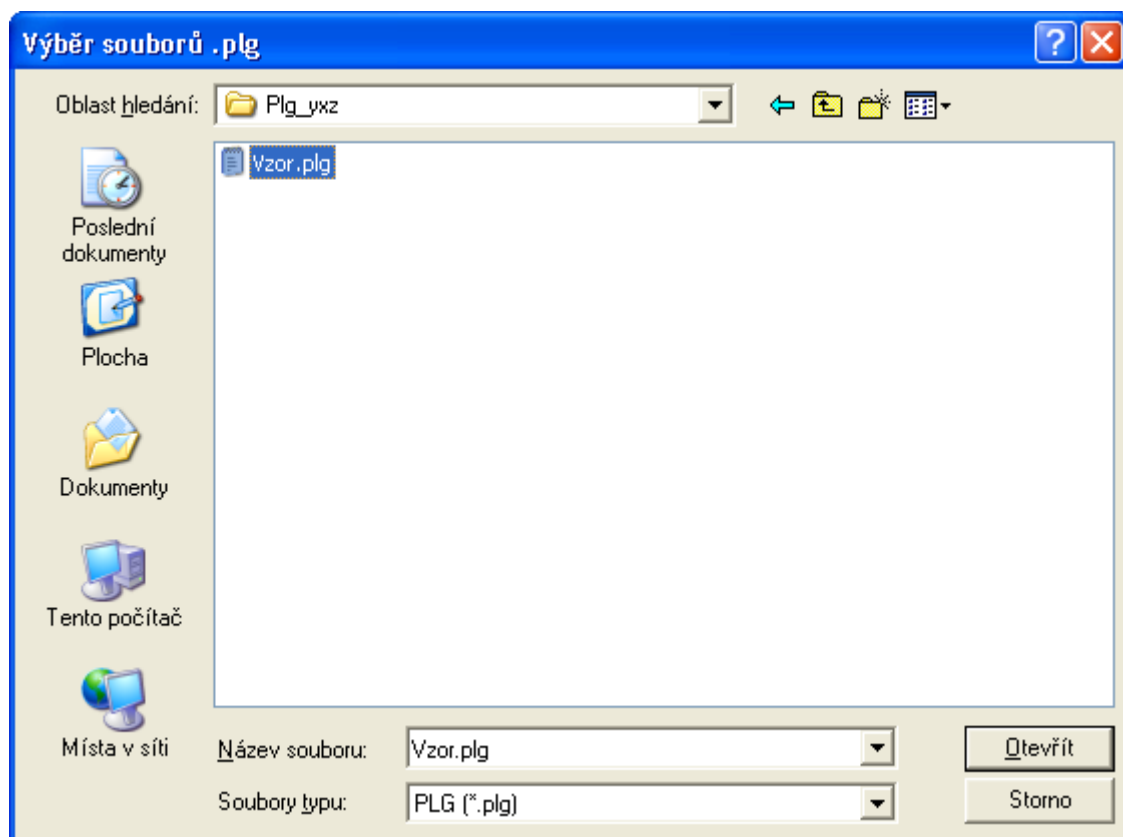 Výběr souborů .plg
Oblast hledání:
Plg_yxz
Vzor.plg
Poslední
dokumenty
Plocha
Dokumenty
Tento počítač
Místa v síti
Název souboru:
Vzor.plg
Otevřít
Soubory typu:
PLG (*.plg)
Storno